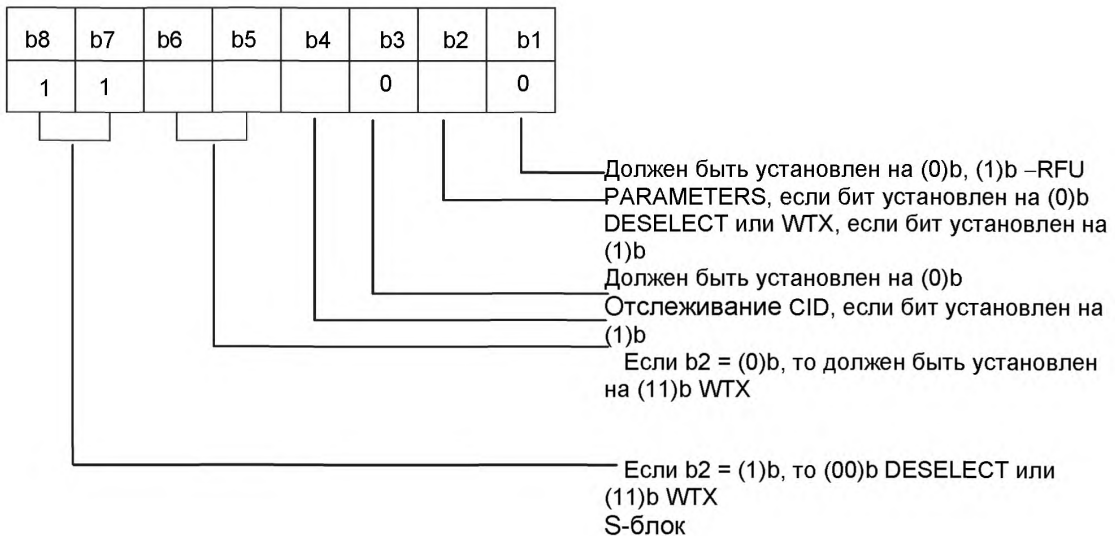 b8 b7 b6 b5 b4 b3 b2 b1
1 1 0 0
Должен быть установлен на (0)b, (1)b –RFU
PARAMETERS, если бит установлен на (0)b
DESELECT или WTX, если бит установлен на
(1)b
Должен быть установлен на (0)b
Отслеживание CID, если бит установлен на
(1)b
Если b2 = (0)b, то должен быть установлен
на (11)b WTX
Если b2 = (1)b, то (00)b DESELECT или
(11)b WTX
S-блок